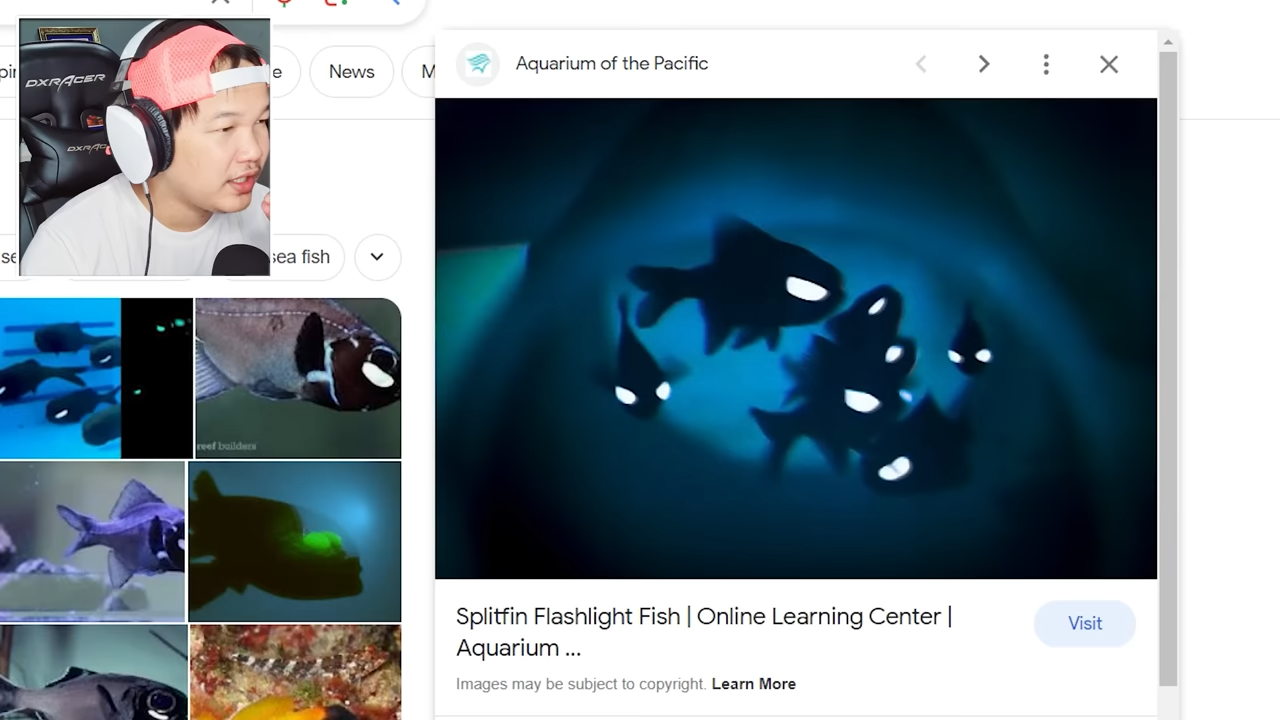 DXRACER
DXRAC
News
M
Aquarium of the Pacific
sea fish
reef builders
Splitfin Flashlight Fish | Online Learning Center |
Aquarium ...
Visit
Images may be subject to copyright. Learn More